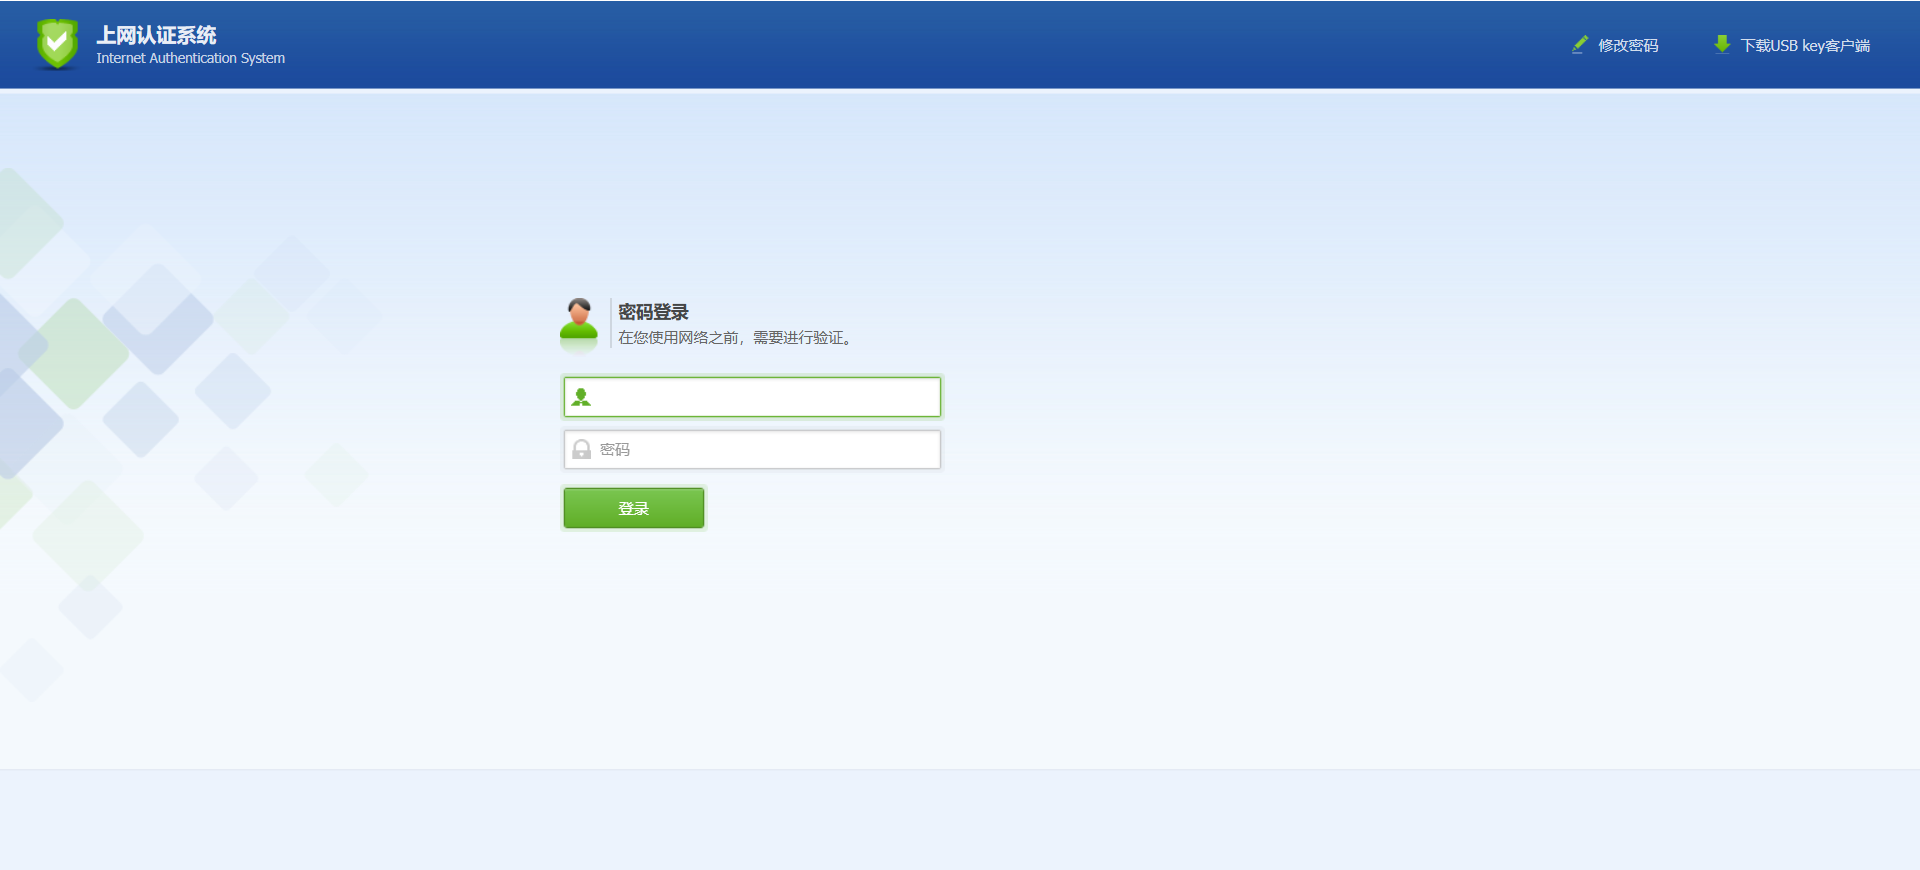 上网认证系统
Internet Authentication System
修改密码
下载USB key客户端
密码登录
在您使用网络之前，需要进行验证。
密码
登录